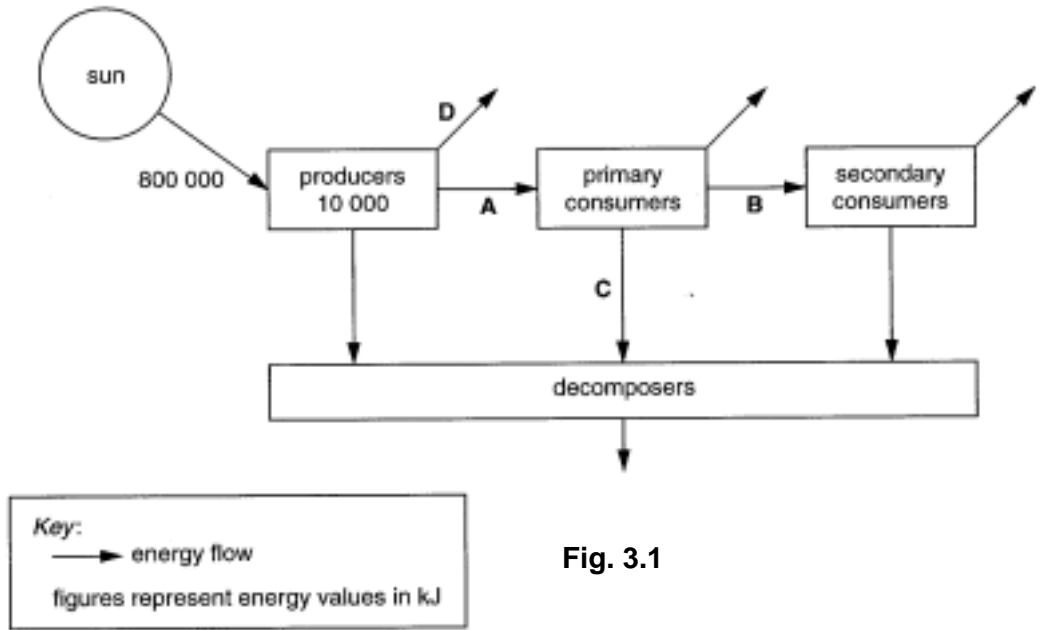 sun
800 000
D
producers
10 000
A
primary
consumers
B
secondary
consumers
C
decomposers
Key:
energy flow
figures represent energy values in kJ
Fig. 3.1